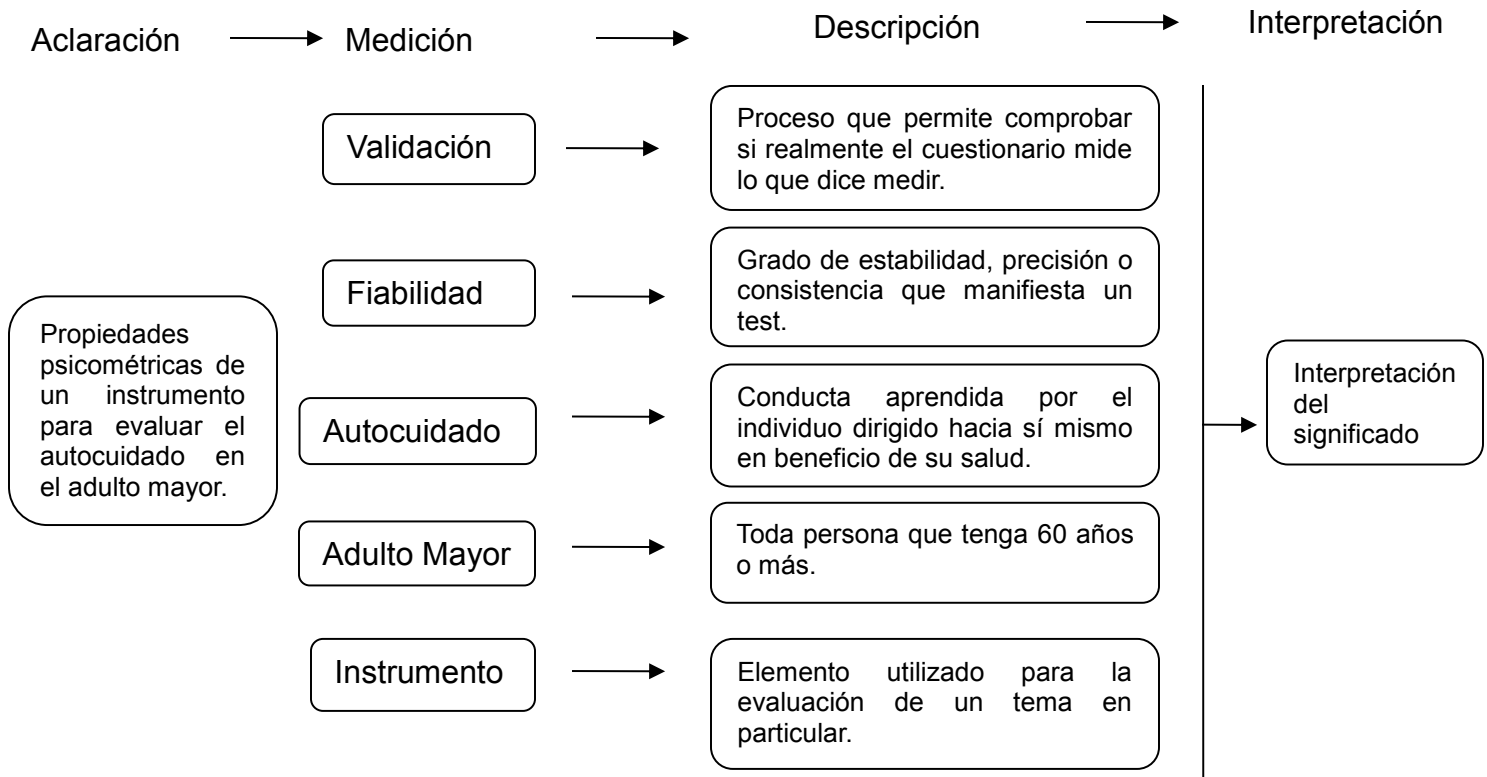 Aclaración
Medición
Descripción
Interpretación
Propiedades
psicométricas de
un instrumento
para evaluar el
autocuidado en
el adulto mayor.
Validación
Proceso que permite comprobar
si realmente el cuestionario mide
lo que dice medir.
Fiabilidad
Grado de estabilidad, precisión o
consistencia que manifiesta un
test.
Autocuidado
Conducta aprendida por el
individuo dirigido hacia sí mismo
en beneficio de su salud.
Adulto Mayor
Toda persona que tenga 60 años
o más.
Instrumento
Elemento utilizado para la
evaluación de un tema en
particular.
Interpretación
del
significado